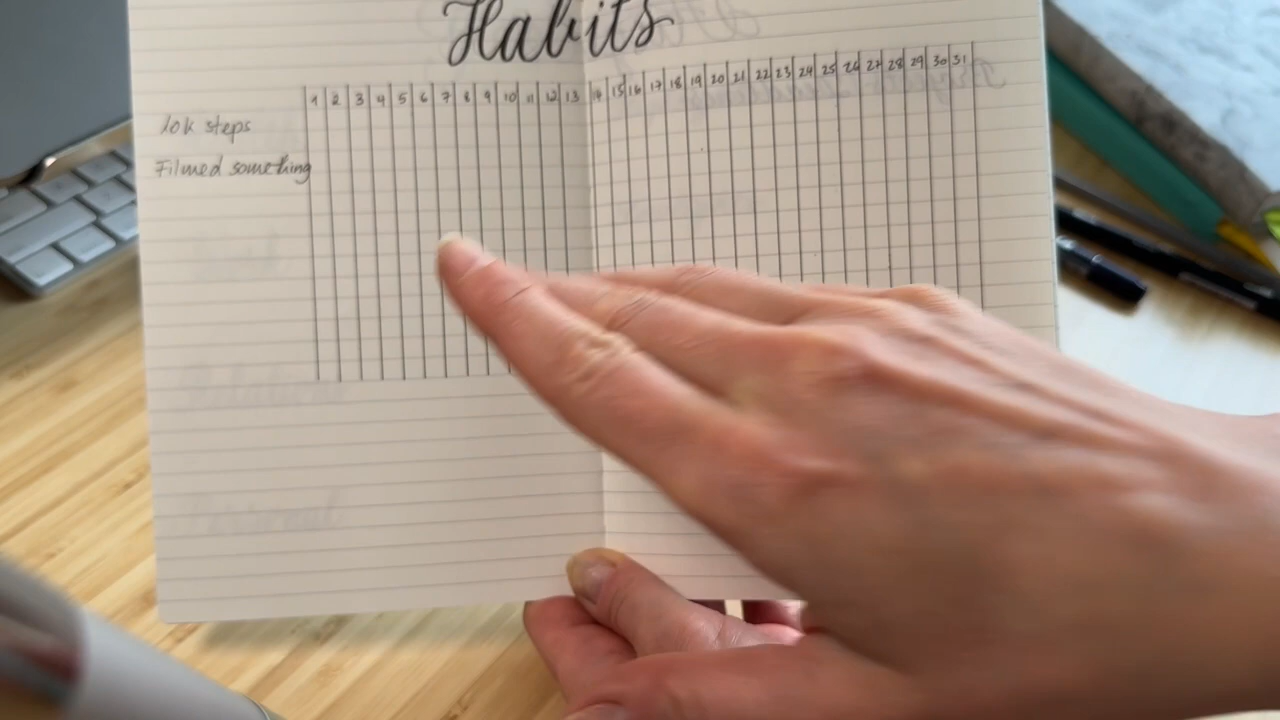 Habits
1 2 3 4 5 6 7 8 9 10 11 12 13 14 15 16 17 18 19 20 21 22 23 24 25 26 27 28 29 30 31
10k steps
Filmed something